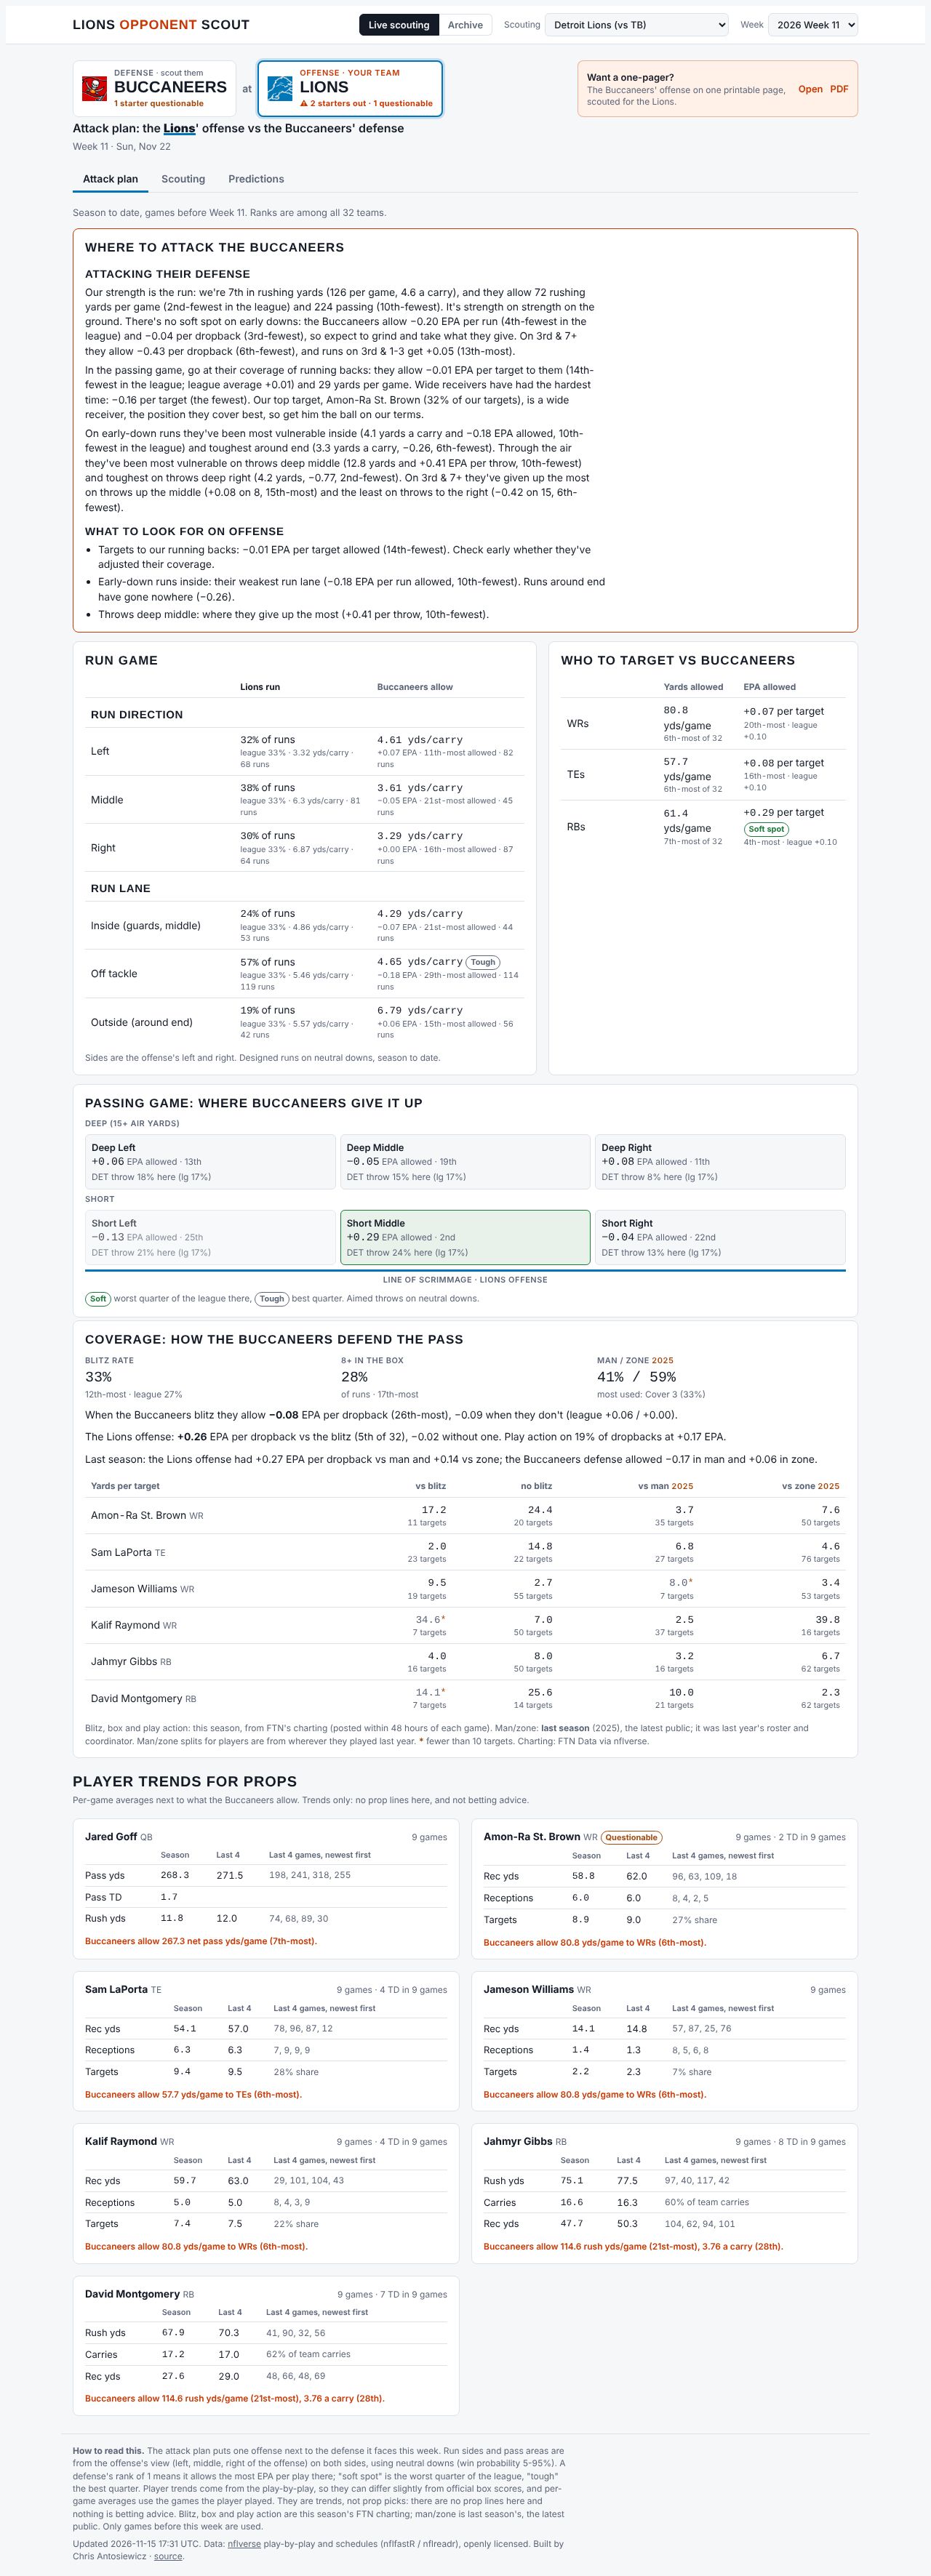 LIONS OPPONENT SCOUT
Live scouting
Archive
Scouting
Detroit Lions (vs TB)
Week
2026 Week 11
DEFENSE · scout them
BUCCANEERS
1 starter questionable
at
OFFENSE · YOUR TEAM
LIONS
⚠ 2 starters out · 1 questionable
Want a one-pager?
The Buccaneers' offense on one printable page,
scouted for the Lions.
Open PDF
Attack plan: the Lions' offense vs the Buccaneers' defense
Week 11 · Sun, Nov 22
Attack plan
Scouting
Predictions
Season to date, games before Week 11. Ranks are among all 32 teams.
WHERE TO ATTACK THE BUCCANEERS
ATTACKING THEIR DEFENSE
Our strength is the run: we're 7th in rushing yards (126 per game, 4.6 a carry), and they allow 72 rushing
yards per game (2nd-fewest in the league) and 224 passing (10th-fewest). It's strength on strength on the
ground. There's no soft spot on early downs: the Buccaneers allow −0.20 EPA per run (4th-fewest in the
league) and −0.04 per dropback (3rd-fewest), so expect to grind and take what they give. On 3rd & 7+
they allow −0.43 per dropback (6th-fewest), and runs on 3rd & 1-3 get +0.05 (13th-most).
In the passing game, go at their coverage of running backs: they allow −0.01 EPA per target to them (14th-
fewest in the league; league average +0.01) and 29 yards per game. Wide receivers have had the hardest
time: −0.16 per target (the fewest). Our top target, Amon-Ra St. Brown (32% of our targets), is a wide
receiver, the position they cover best, so get him the ball on our terms.
On early-down runs they've been most vulnerable inside (4.1 yards a carry and −0.18 EPA allowed, 10th-
fewest in the league) and toughest around end (3.3 yards a carry, −0.26, 6th-fewest). Through the air
they've been most vulnerable on throws deep middle (12.8 yards and +0.41 EPA per throw, 10th-fewest)
and toughest on throws deep right (4.2 yards, −0.77, 2nd-fewest). On 3rd & 7+ they've given up the most
on throws up the middle (+0.08 on 8, 15th-most) and the least on throws to the right (−0.42 on 15, 6th-
fewest).
WHAT TO LOOK FOR ON OFFENSE
• Targets to our running backs: −0.01 EPA per target allowed (14th-fewest). Check early whether they've
adjusted their coverage.
• Early-down runs inside: their weakest run lane (−0.18 EPA per run allowed, 10th-fewest). Runs around end
have gone nowhere (−0.26).
• Throws deep middle: where they give up the most (+0.41 per throw, 10th-fewest).
RUN GAME
Lions run
Buccaneers allow
RUN DIRECTION
Left
32% of runs
league 33% · 3.32 yds/carry ·
68 runs
4.61 yds/carry
+0.07 EPA · 11th-most allowed · 82
runs
Middle
38% of runs
league 33% · 6.3 yds/carry · 81
runs
3.61 yds/carry
−0.05 EPA · 21st-most allowed · 45
runs
Right
30% of runs
league 33% · 6.87 yds/carry ·
64 runs
3.29 yds/carry
+0.00 EPA · 16th-most allowed · 87
runs
RUN LANE
Inside (guards, middle)
24% of runs
league 33% · 4.86 yds/carry ·
53 runs
4.29 yds/carry
−0.07 EPA · 21st-most allowed · 44
runs
Off tackle
57% of runs
league 33% · 5.46 yds/carry ·
119 runs
4.65 yds/carry Tough
−0.18 EPA · 29th-most allowed · 114
runs
Outside (around end)
19% of runs
league 33% · 5.57 yds/carry ·
42 runs
6.79 yds/carry
+0.06 EPA · 15th-most allowed · 56
runs
Sides are the offense's left and right. Designed runs on neutral downs, season to date.
WHO TO TARGET VS BUCCANEERS
Yards allowed
EPA allowed
WRs
80.8
yds/game
6th-most of 32
+0.07 per target
20th-most · league
+0.10
TEs
57.7
yds/game
6th-most of 32
+0.08 per target
16th-most · league
+0.10
RBs
61.4
yds/game
7th-most of 32
+0.29 per target
Soft spot
4th-most · league +0.10
PASSING GAME: WHERE BUCCANEERS GIVE IT UP
DEEP (15+ AIR YARDS)
Deep Left
+0.06 EPA allowed · 13th
DET throw 18% here (lg 17%)
Deep Middle
−0.05 EPA allowed · 19th
DET throw 15% here (lg 17%)
Deep Right
+0.08 EPA allowed · 11th
DET throw 8% here (lg 17%)
SHORT
Short Left
−0.13 EPA allowed · 25th
DET throw 21% here (lg 17%)
Short Middle
+0.29 EPA allowed · 2nd
DET throw 24% here (lg 17%)
Short Right
−0.04 EPA allowed · 22nd
DET throw 13% here (lg 17%)
LINE OF SCRIMMAGE · LIONS OFFENSE
Soft worst quarter of the league there, Tough best quarter. Aimed throws on neutral downs.
COVERAGE: HOW THE BUCCANEERS DEFEND THE PASS
BLITZ RATE
33%
12th-most · league 27%
8+ IN THE BOX
28%
of runs · 17th-most
MAN / ZONE 2025
41% / 59%
most used: Cover 3 (33%)
When the Buccaneers blitz they allow −0.08 EPA per dropback (26th-most), −0.09 when they don't (league +0.06 / +0.00).
The Lions offense: +0.26 EPA per dropback vs the blitz (5th of 32), −0.02 without one. Play action on 19% of dropbacks at +0.17 EPA.
Last season: the Lions offense had +0.27 EPA per dropback vs man and +0.14 vs zone; the Buccaneers defense allowed −0.17 in man and +0.06 in zone.
Yards per target
vs blitz
no blitz
vs man 2025
vs zone 2025
Amon-Ra St. Brown WR
17.2
11 targets
24.4
20 targets
3.7
35 targets
7.6
50 targets
Sam LaPorta TE
2.0
23 targets
14.8
22 targets
6.8
27 targets
4.6
76 targets
Jameson Williams WR
9.5
19 targets
2.7
55 targets
8.0*
7 targets
3.4
53 targets
Kalif Raymond WR
34.6*
7 targets
7.0
50 targets
2.5
37 targets
39.8
16 targets
Jahmyr Gibbs RB
4.0
16 targets
8.0
50 targets
3.2
16 targets
6.7
62 targets
David Montgomery RB
14.1*
7 targets
25.6
14 targets
10.0
21 targets
2.3
62 targets
Blitz, box and play action: this season, from FTN's charting (posted within 48 hours of each game). Man/zone: last season (2025), the latest public; it was last year's roster and
coordinator. Man/zone splits for players are from wherever they played last year. * fewer than 10 targets. Charting: FTN Data via nflverse.
PLAYER TRENDS FOR PROPS
Per-game averages next to what the Buccaneers allow. Trends only: no prop lines here, and not betting advice.
Jared Goff QB
9 games
Season
Last 4
Last 4 games, newest first
Pass yds
268.3
271.5
198, 241, 318, 255
Pass TD
1.7
Rush yds
11.8
12.0
74, 68, 89, 30
Buccaneers allow 267.3 net pass yds/game (7th-most).
Amon-Ra St. Brown WR Questionable
9 games · 2 TD in 9 games
Season
Last 4
Last 4 games, newest first
Rec yds
58.8
62.0
96, 63, 109, 18
Receptions
6.0
6.0
8, 4, 2, 5
Targets
8.9
9.0
27% share
Buccaneers allow 80.8 yds/game to WRs (6th-most).
Sam LaPorta TE
9 games · 4 TD in 9 games
Season
Last 4
Last 4 games, newest first
Rec yds
54.1
57.0
78, 96, 87, 12
Receptions
6.3
6.3
7, 9, 9, 9
Targets
9.4
9.5
28% share
Buccaneers allow 57.7 yds/game to TEs (6th-most).
Jameson Williams WR
9 games
Season
Last 4
Last 4 games, newest first
Rec yds
14.1
14.8
57, 87, 25, 76
Receptions
1.4
1.3
8, 5, 6, 8
Targets
2.2
2.3
7% share
Buccaneers allow 80.8 yds/game to WRs (6th-most).
Kalif Raymond WR
9 games · 4 TD in 9 games
Season
Last 4
Last 4 games, newest first
Rec yds
59.7
63.0
29, 101, 104, 43
Receptions
5.0
5.0
8, 4, 3, 9
Targets
7.4
7.5
22% share
Buccaneers allow 80.8 yds/game to WRs (6th-most).
Jahmyr Gibbs RB
9 games · 8 TD in 9 games
Season
Last 4
Last 4 games, newest first
Rush yds
75.1
77.5
97, 40, 117, 42
Carries
16.6
16.3
60% of team carries
Rec yds
47.7
50.3
104, 62, 94, 101
Buccaneers allow 114.6 rush yds/game (21st-most), 3.76 a carry (28th).
David Montgomery RB
9 games · 7 TD in 9 games
Season
Last 4
Last 4 games, newest first
Rush yds
67.9
70.3
41, 90, 32, 56
Carries
17.2
17.0
62% of team carries
Rec yds
27.6
29.0
48, 66, 48, 69
Buccaneers allow 114.6 rush yds/game (21st-most), 3.76 a carry (28th).
How to read this. The attack plan puts one offense next to the defense it faces this week. Run sides and pass areas are
from the offense's view (left, middle, right of the offense) on both sides, using neutral downs (win probability 5-95%). A
defense's rank of 1 means it allows the most EPA per play there; "soft spot" is the worst quarter of the league, "tough"
the best quarter. Player trends come from the play-by-play, so they can differ slightly from official box scores, and per-
game averages use the games the player played. They are trends, not prop picks: there are no prop lines here and
nothing is betting advice. Blitz, box and play action are this season's FTN charting; man/zone is last season's, the latest
public. Only games before this week are used.
Updated 2026-11-15 17:31 UTC. Data: nflverse play-by-play and schedules (nflfastR / nflreadr), openly licensed. Built by
Chris Antosiewicz · source.